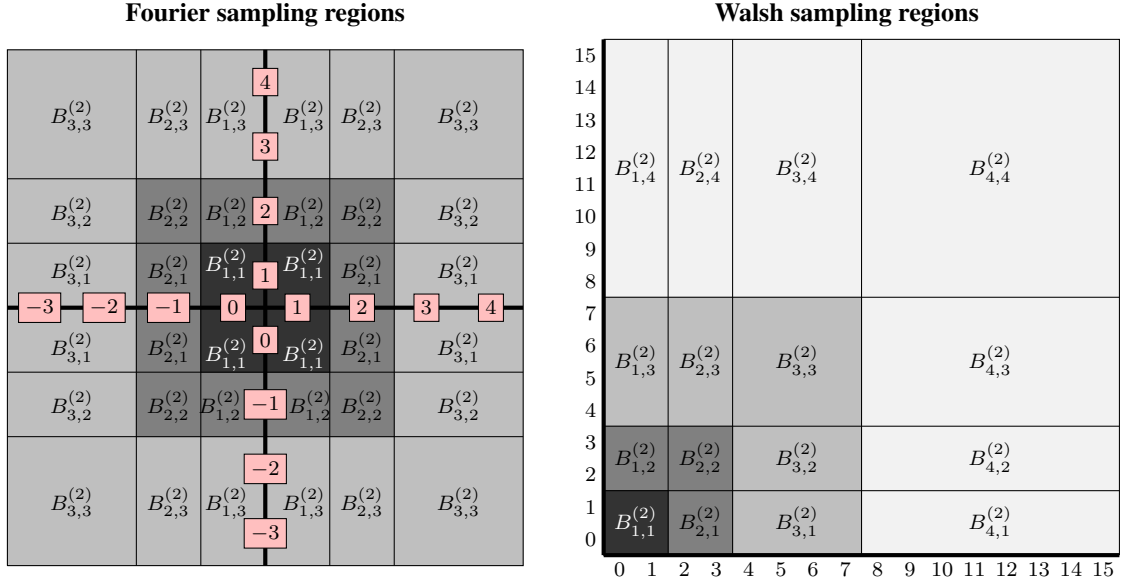 Fourier sampling regions
$B_{3,3}^{(2)}$ $B_{2,3}^{(2)}$ $B_{1,3}^{(2)}$ 4 $B_{1,3}^{(2)}$ $B_{2,3}^{(2)}$ $B_{3,3}^{(2)}$
3
$B_{3,2}^{(2)}$ $B_{2,2}^{(2)}$ $B_{1,2}^{(2)}$ 2 $B_{1,2}^{(2)}$ $B_{2,2}^{(2)}$ $B_{3,2}^{(2)}$
$B_{3,1}^{(2)}$ $B_{2,1}^{(2)}$ $B_{1,1}^{(2)}$ 1 $B_{1,1}^{(2)}$ $B_{2,1}^{(2)}$ $B_{3,1}^{(2)}$
−3 −2 −1 0 1 2 3 4
$B_{3,1}^{(2)}$ $B_{2,1}^{(2)}$ $B_{1,1}^{(2)}$ 0 $B_{1,1}^{(2)}$ $B_{2,1}^{(2)}$ $B_{3,1}^{(2)}$
$B_{3,2}^{(2)}$ $B_{2,2}^{(2)}$ $B_{1,2}^{(2)}$ −1 $B_{1,2}^{(2)}$ $B_{2,2}^{(2)}$ $B_{3,2}^{(2)}$
−2
$B_{3,3}^{(2)}$ $B_{2,3}^{(2)}$ $B_{1,3}^{(2)}$ $B_{1,3}^{(2)}$ $B_{2,3}^{(2)}$ $B_{3,3}^{(2)}$
−3
Walsh sampling regions
15
14
13
12
$B_{1,4}^{(2)}$ $B_{2,4}^{(2)}$ $B_{3,4}^{(2)}$ $B_{4,4}^{(2)}$
11
10
9
8
7
6
$B_{1,3}^{(2)}$ $B_{2,3}^{(2)}$ $B_{3,3}^{(2)}$ $B_{4,3}^{(2)}$
5
4
3
$B_{1,2}^{(2)}$ $B_{2,2}^{(2)}$ $B_{3,2}^{(2)}$ $B_{4,2}^{(2)}$
2
1
$B_{1,1}^{(2)}$ $B_{2,1}^{(2)}$ $B_{3,1}^{(2)}$ $B_{4,1}^{(2)}$
0
0 1 2 3 4 5 6 7 8 9 10 11 12 13 14 15